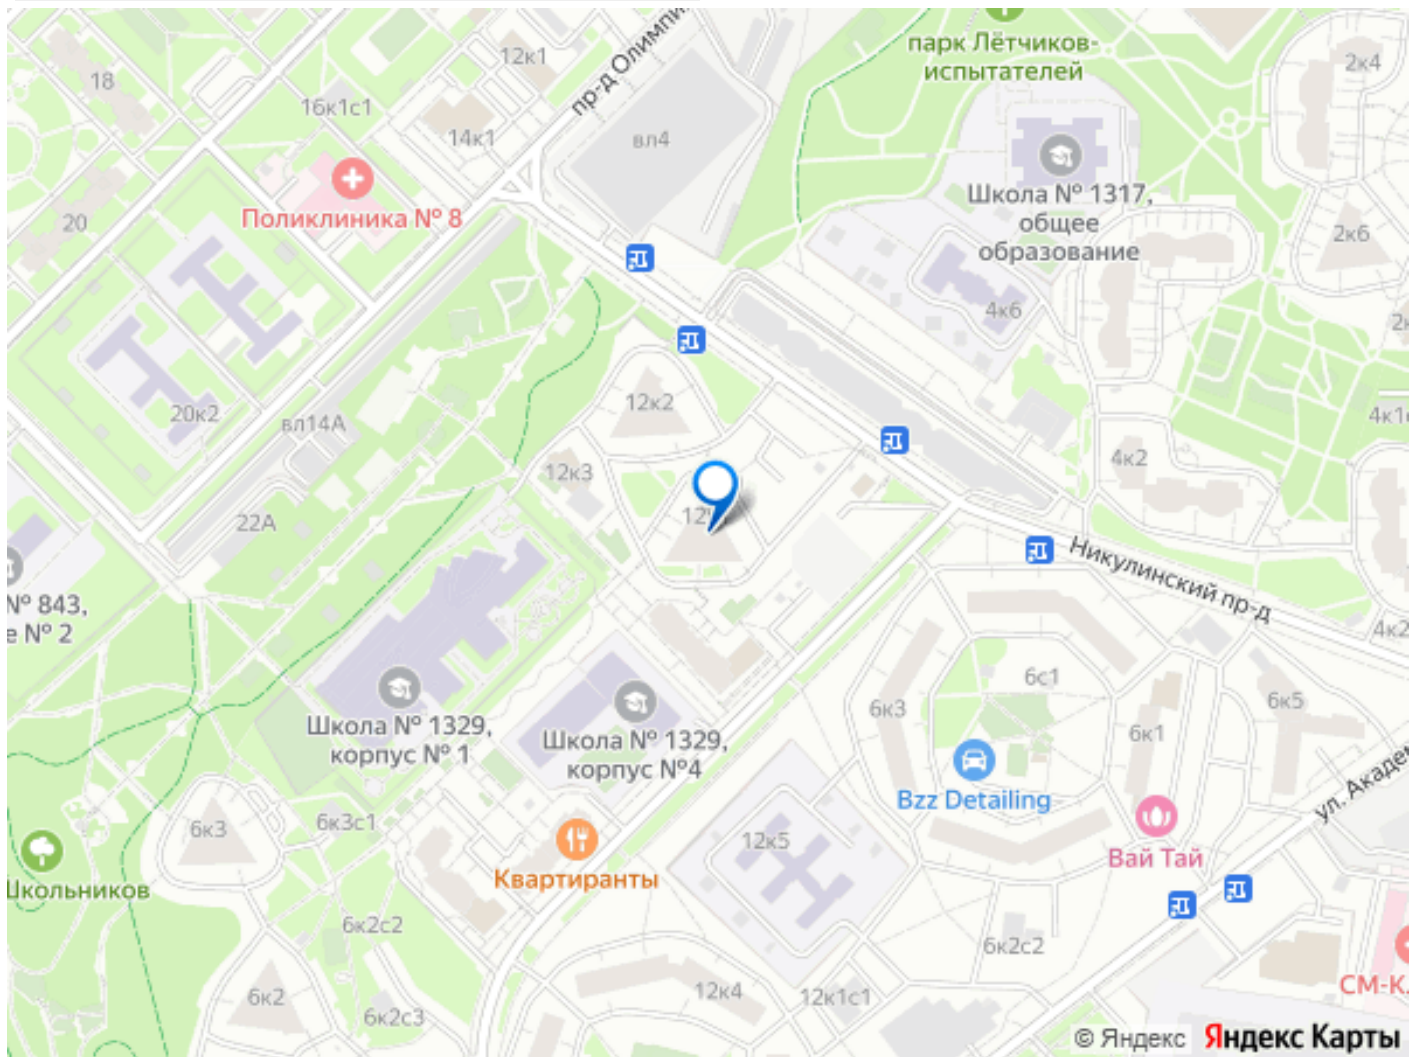 парк Лётчиков-
испытателей
12к1
пр-д Олимпи
2к4
18
16к1с1
14к1
вл4
Школа № 1317,
общее
образование
20
Поликлиника № 8
2к6
4к6
12к2
20к2
вл14А
4к1
12к3
4к2
22А
Никулинский пр-д
№ 843,
е № 2
4к2
6с1
6к5
6к3
6к1
Школа № 1329,
корпус № 1
Школа № 1329,
корпус №4
ул. Академ
Bzz Detailing
6к3
6к3с1
12к5
Вай Тай
Школьников
Квартиранты
6к2с2
6к2с2
6к2
12к4
12к1с1
6к2с3
СМ-К
© Яндекс Яндекс Карты